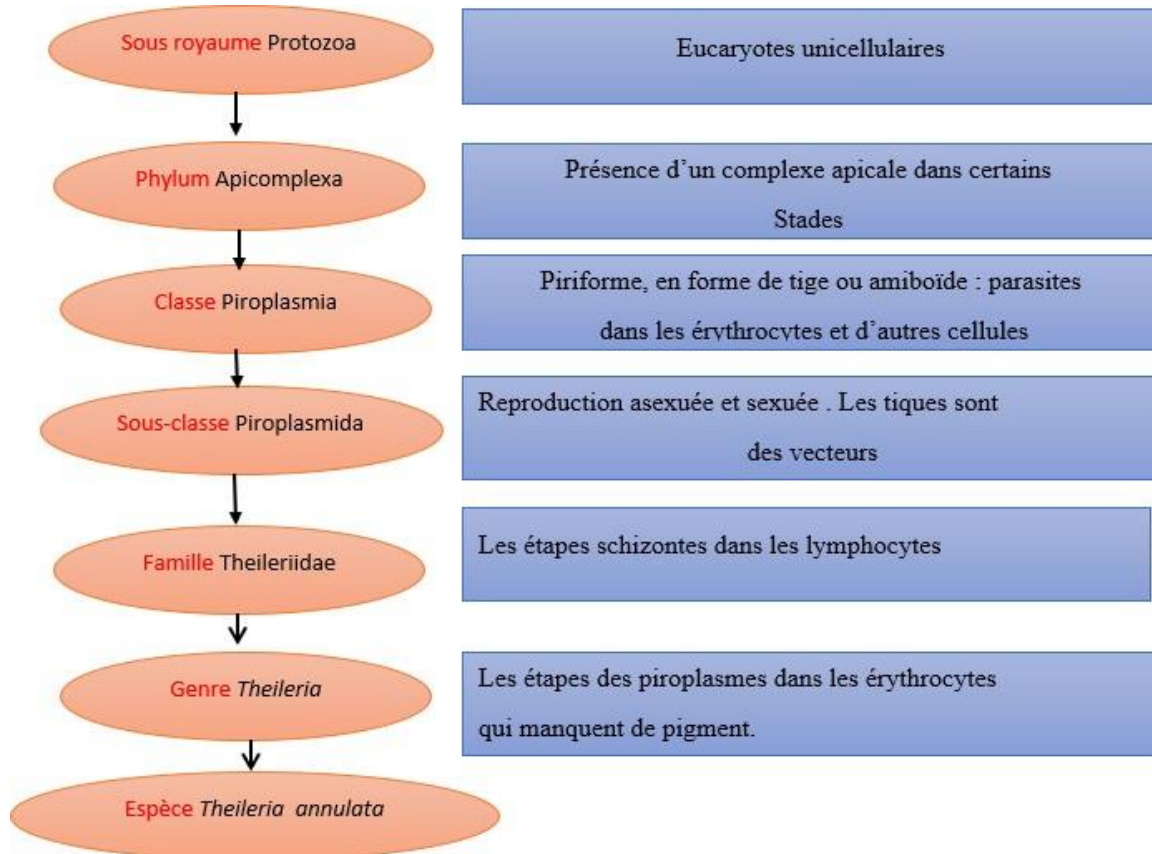 Sous royaume Protozoa
Eucaryotes unicellulaires
Phylum Apicomplexa
Présence d’un complexe apicale dans certains
Stades
Classe Piroplasmia
Piriforme, en forme de tige ou amiboïde : parasites
dans les érythrocytes et d’autres cellules
Sous-classe Piroplasmida
Reproduction asexuée et sexuée . Les tiques sont
des vecteurs
Famille Theileriidae
Les étapes schizontes dans les lymphocytes
Genre Theileria
Les étapes des piroplasmes dans les érythrocytes
qui manquent de pigment.
Espèce Theileria annulata